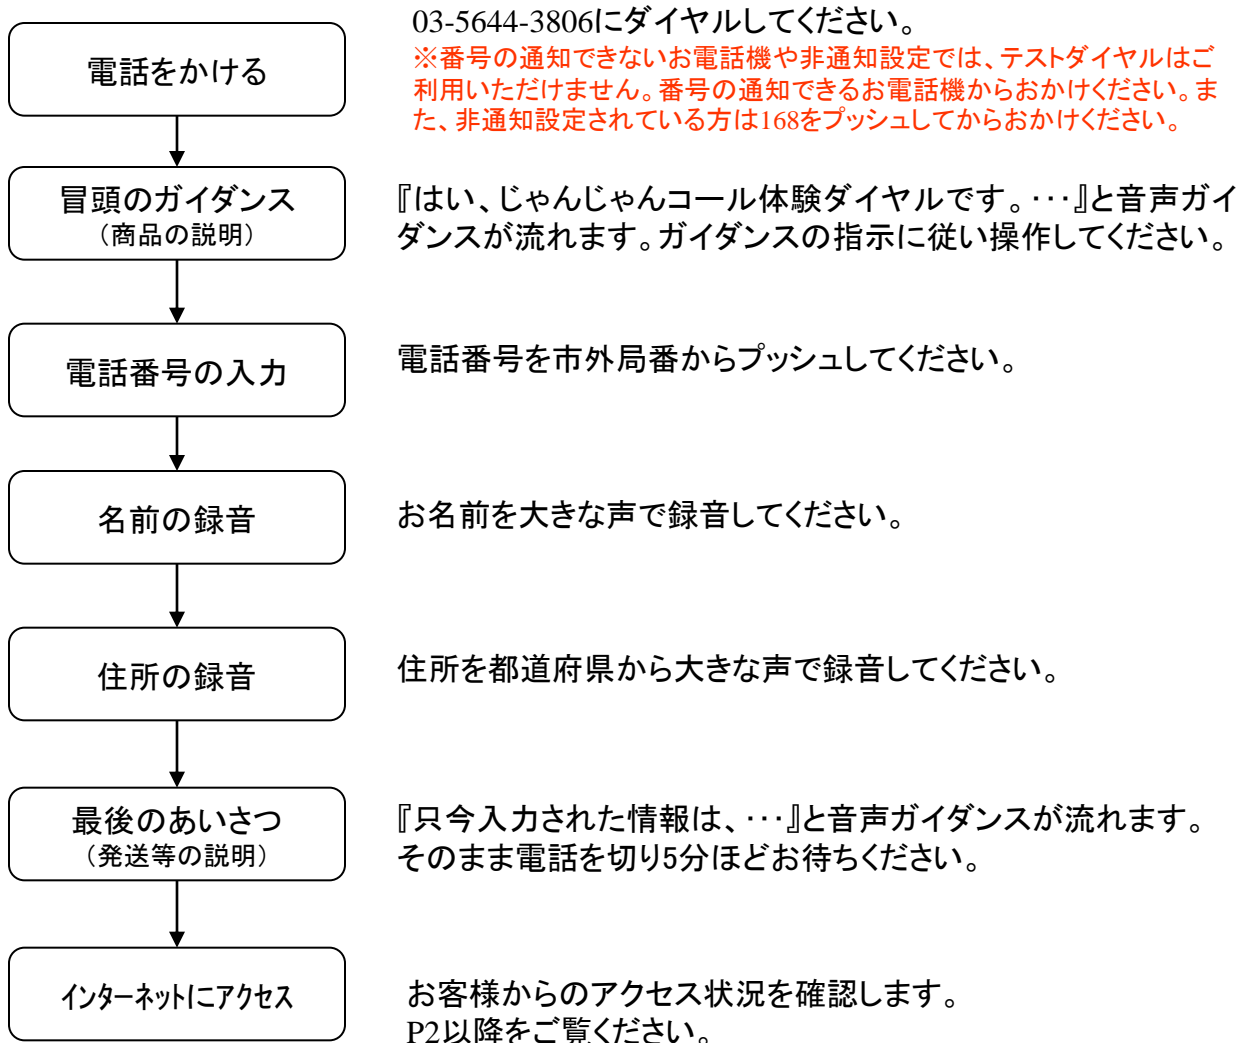 電話をかける
03-5644-3806にダイヤルしてください。
※番号の通知できないお電話機や非通知設定では、テストダイヤルはご
利用いただけません。番号の通知できるお電話機からおかけください。ま
た、非通知設定されている方は168をプッシュしてからおかけください。
冒頭のガイダンス
（商品の説明）
『はい、じゃんじゃんコール体験ダイヤルです。･･･』と音声ガイ
ダンスが流れます。ガイダンスの指示に従い操作してください。
電話番号の入力
電話番号を市外局番からプッシュしてください。
名前の録音
お名前を大きな声で録音してください。
住所の録音
住所を都道府県から大きな声で録音してください。
最後のあいさつ
（発送等の説明）
『只今入力された情報は、･･･』と音声ガイダンスが流れます。
そのまま電話を切り5分ほどお待ちください。
インターネットにアクセス
お客様からのアクセス状況を確認します。
P2以降をご覧ください。